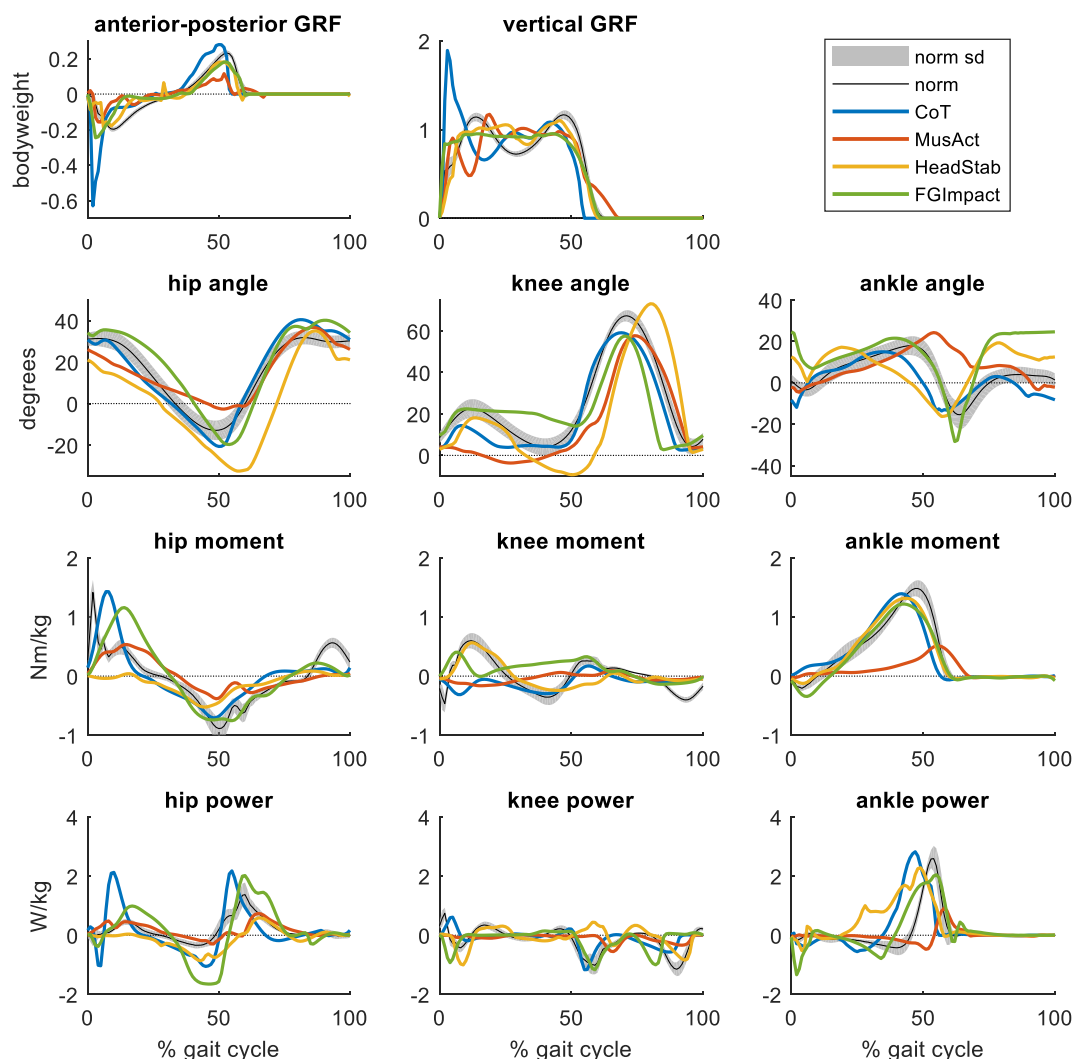 anterior-posterior GRF
vertical GRF
bodyweight
0.2
0
-0.2
-0.4
-0.6
0 50 100
2
1
0
0 50 100
norm sd
norm
CoT
MusAct
HeadStab
FGImpact
hip angle
knee angle
ankle angle
degrees
40
20
0
-20
0 50 100
60
40
20
0
0 50 100
40
20
0
-20
-40
0 50 100
hip moment
knee moment
ankle moment
Nm/kg
2
1
0
-1
0 50 100
2
1
0
-1
0 50 100
2
1
0
-1
0 50 100
hip power
knee power
ankle power
W/kg
4
2
0
-2
0 50 100
% gait cycle
4
2
0
-2
0 50 100
% gait cycle
4
2
0
-2
0 50 100
% gait cycle